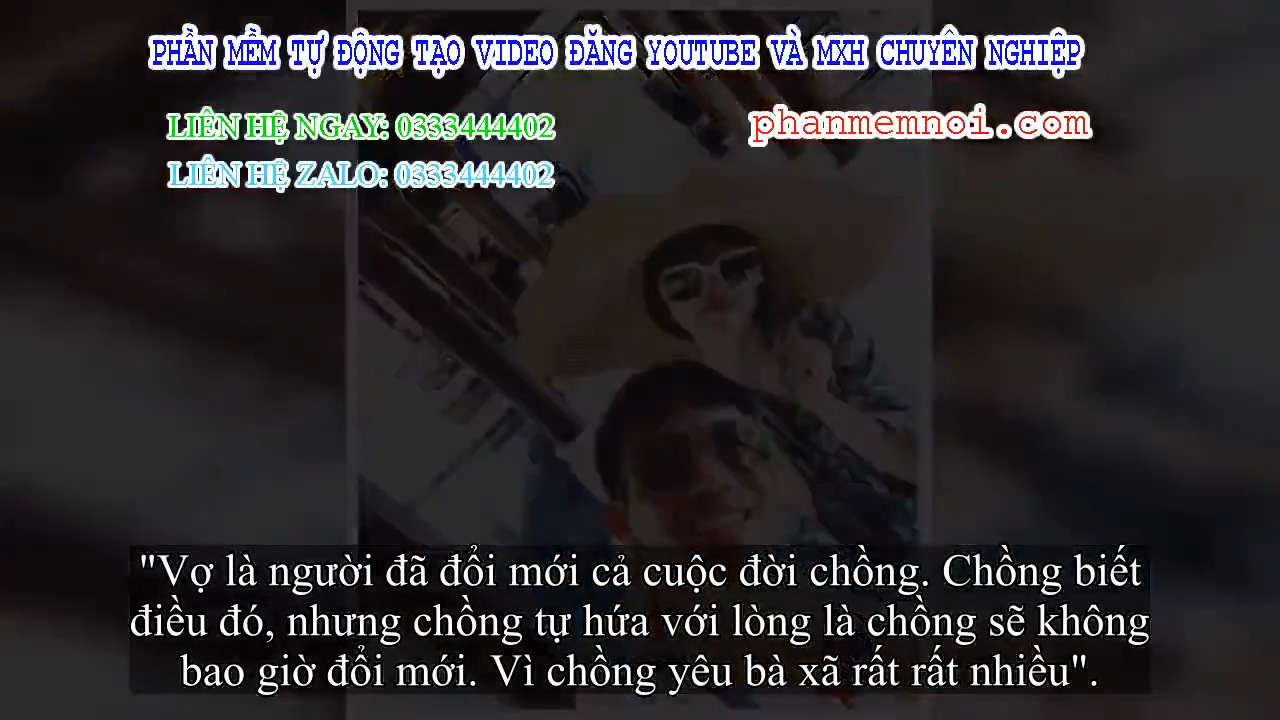 PHẦN MỀM TỰ ĐỘNG TẠO VIDEO ĐĂNG YOUTUBE VÀ MXH CHUYÊN NGHIỆP
LIÊN HỆ NGAY: 0333444402
phanmemnoi.com
LIÊN HỆ ZALO: 0333444402
"Vợ là người đã đổi mới cả cuộc đời chồng. Chồng biết
điều đó, nhưng chồng tự hứa với lòng là chồng sẽ không
bao giờ đổi mới. Vì chồng yêu bà xã rất rất nhiều".